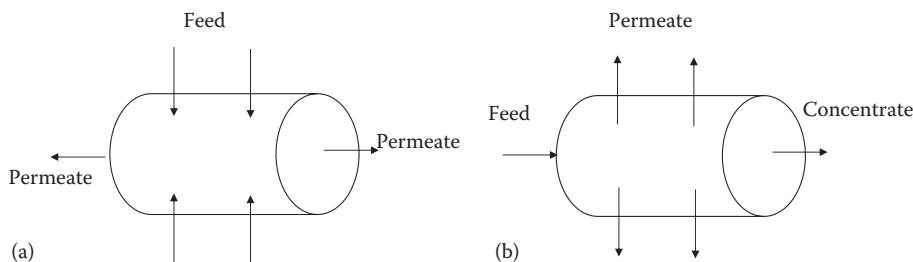 Feed
Permeate
Permeate
(a)
Permeate
Feed
Concentrate
(b)